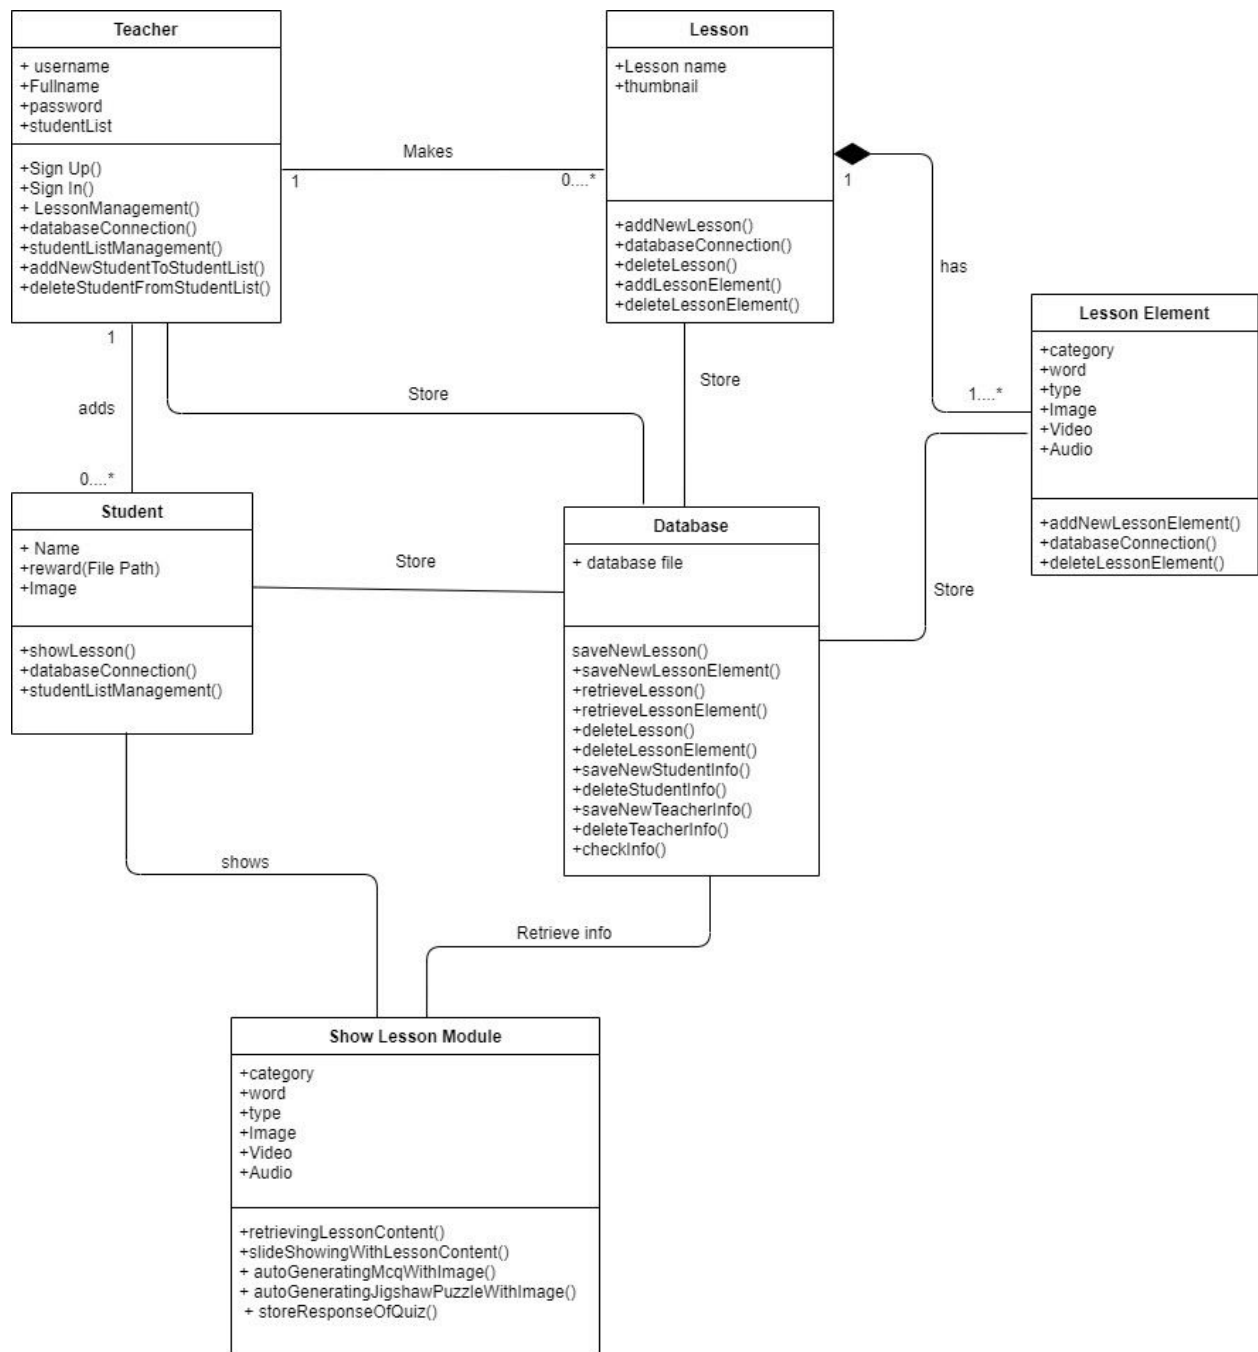 Teacher
+ username
+Fullname
+password
+studentList
+Sign Up()
+Sign In()
+ LessonManagement()
+databaseConnection()
+studentListManagement()
+addNewStudentToStudentList()
+deleteStudentFromStudentList()
Makes
1
0....*
Lesson
+Lesson name
+thumbnail
+addNewLesson()
+databaseConnection()
+deleteLesson()
+addLessonElement()
+deleteLessonElement()
1
has
1....*
Lesson Element
+category
+word
+type
+Image
+Video
+Audio
+addNewLessonElement()
+databaseConnection()
+deleteLessonElement()
1
adds
0....*
Store
Store
Student
+ Name
+reward(File Path)
+Image
+showLesson()
+databaseConnection()
+studentListManagement()
Store
Database
+ database file
saveNewLesson()
+saveNewLessonElement()
+retrieveLesson()
+retrieveLessonElement()
+deleteLesson()
+deleteLessonElement()
+saveNewStudentInfo()
+deleteStudentInfo()
+saveNewTeacherInfo()
+deleteTeacherInfo()
+checkInfo()
Store
shows
Retrieve info
Show Lesson Module
+category
+word
+type
+Image
+Video
+Audio
+retrievingLessonContent()
+slideShowingWithLessonContent()
+ autoGeneratingMcqWithImage()
+ autoGeneratingJigshawPuzzleWithImage()
+ storeResponseOfQuiz()